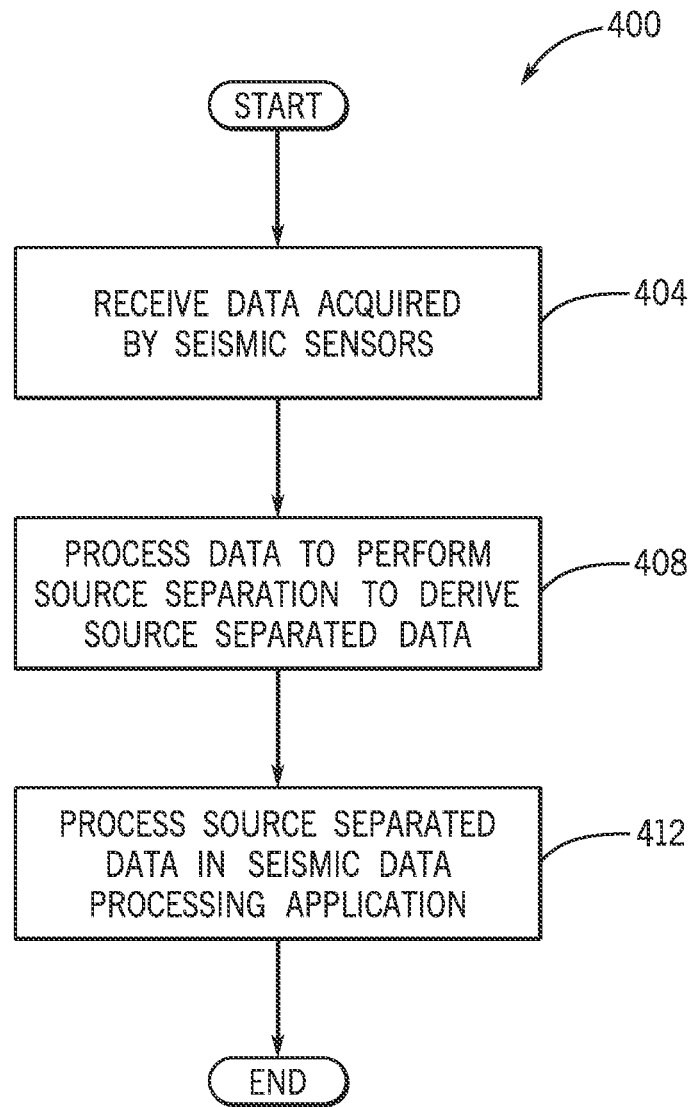 400
START
RECEIVE DATA ACQUIRED
BY SEISMIC SENSORS
404
PROCESS DATA TO PERFORM
SOURCE SEPARATION TO DERIVE
SOURCE SEPARATED DATA
408
PROCESS SOURCE SEPARATED
DATA IN SEISMIC DATA
PROCESSING APPLICATION
412
END